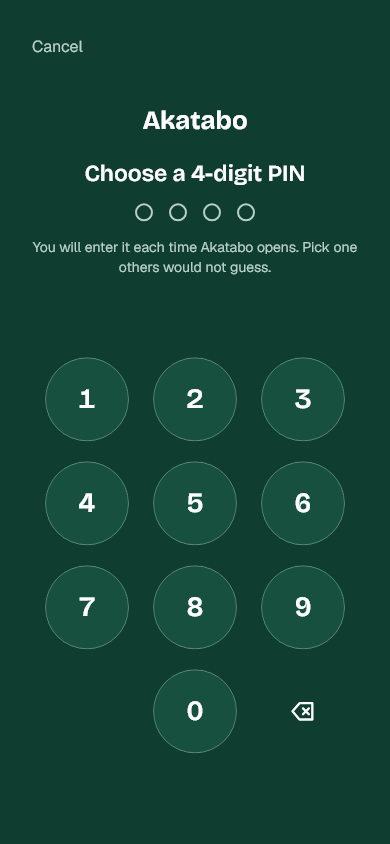 Cancel
Akatabo
Choose a 4-digit PIN
You will enter it each time Akatabo opens. Pick one
others would not guess.
1 2 3
4 5 6
7 8 9
0